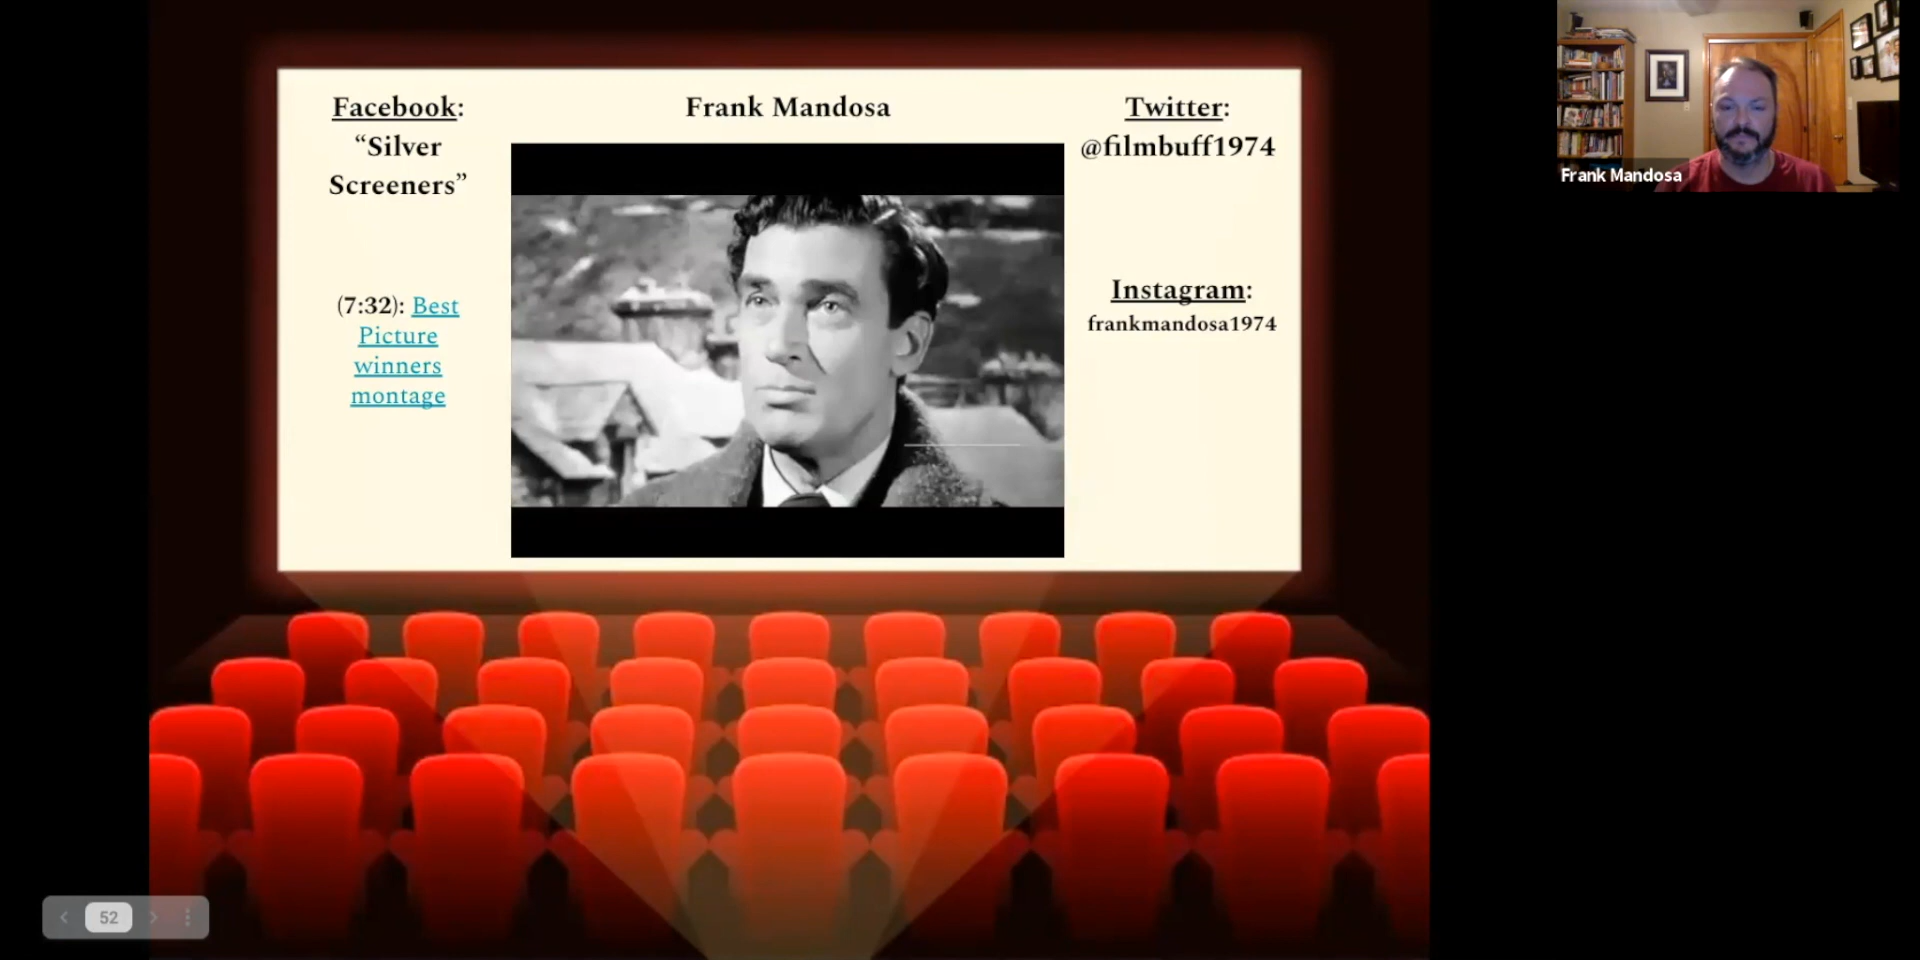 Facebook:
“Silver
Screeners”
(7:32): Best
Picture
winners
montage
Frank Mandosa
Twitter:
@filmbuff1974
Instagram:
frankmandosa1974
Frank Mandosa
52